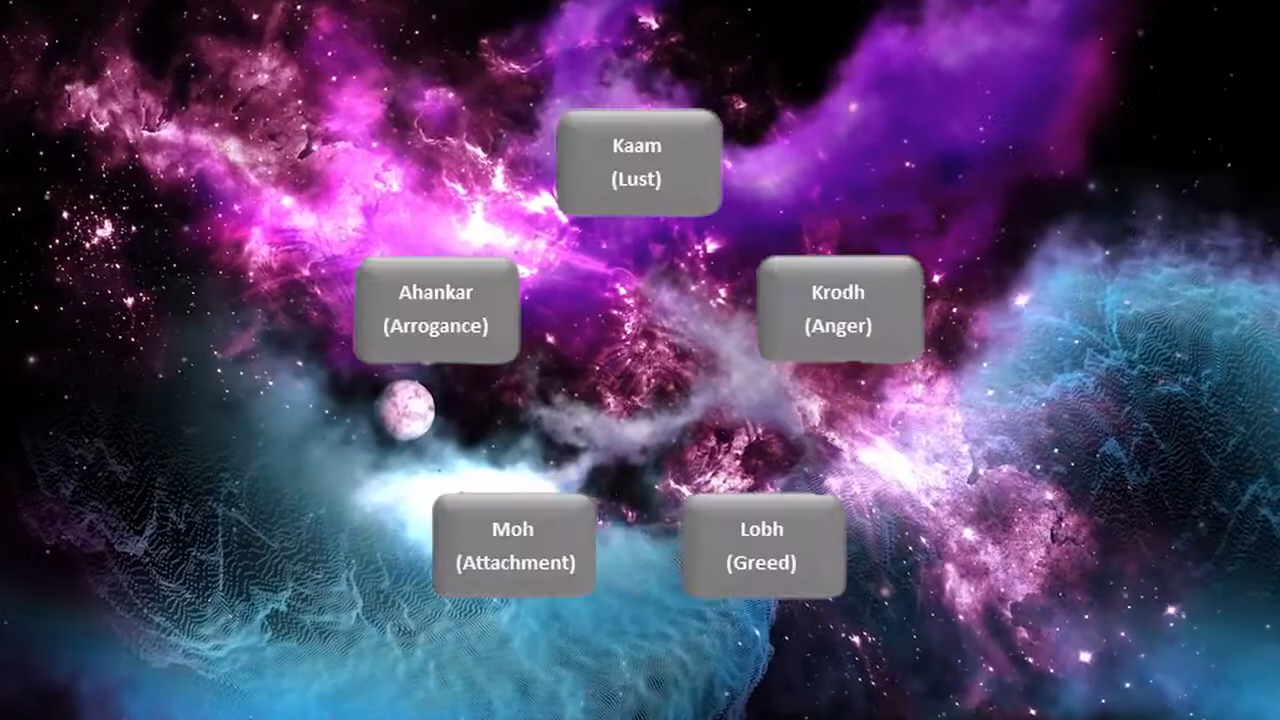 Kaam
(Lust)
Ahankar
(Arrogance)
Krodh
(Anger)
Moh
(Attachment)
Lobh
(Greed)